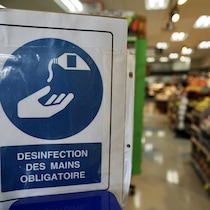 DESINFECTION
DES MAINS
OBLIGATOIRE